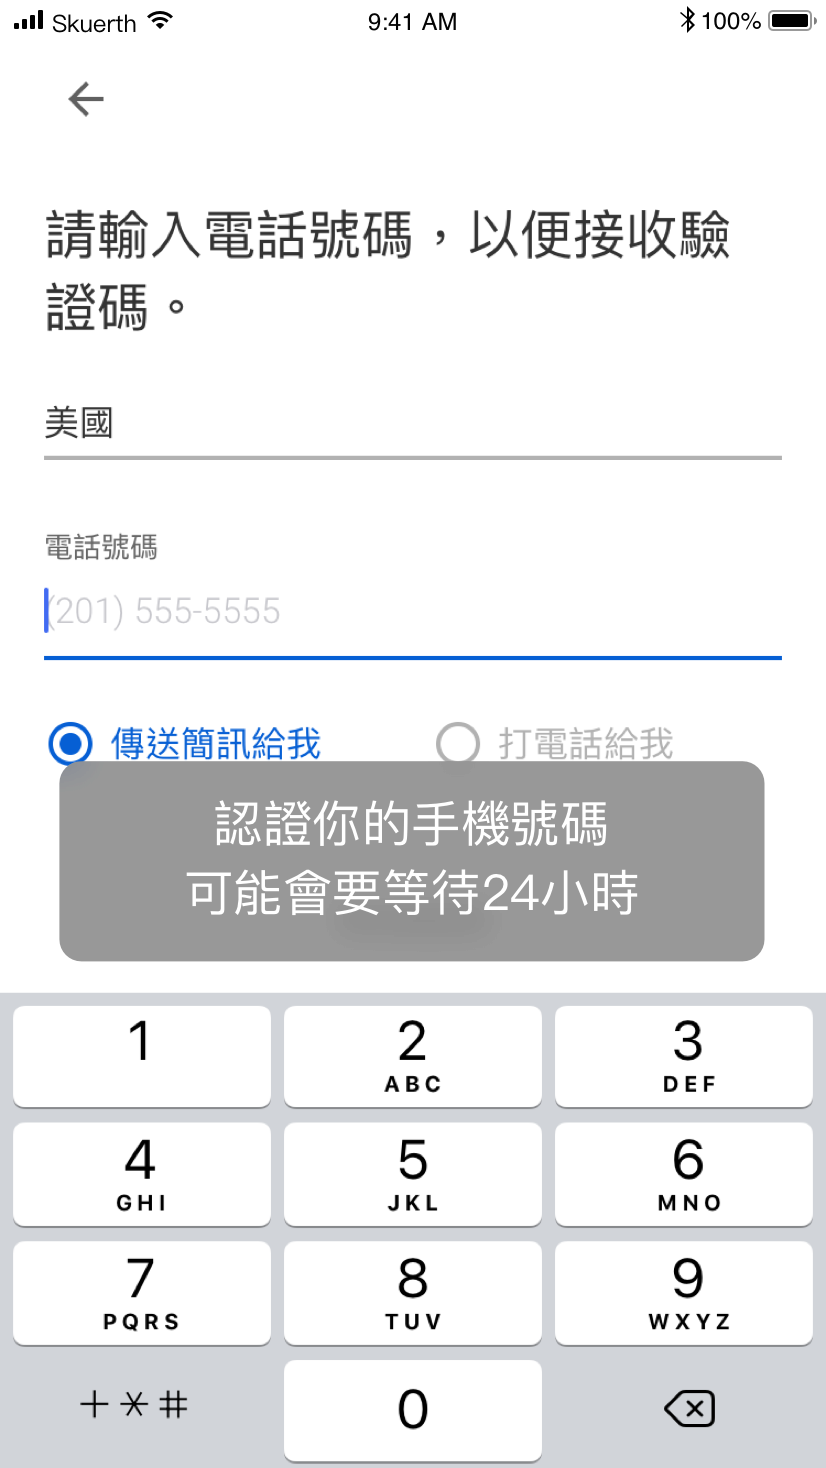 Skuerth 9:41 AM 100%
請輸入電話號碼，以便接收驗
證碼。
美國
電話號碼
(201) 555-5555
傳送簡訊給我 打電話給我
認證你的手機號碼
可能會要等待24小時
1 2 3
ABC DEF
4 5 6
GHI JKL MNO
7 8 9
PQRS TUV WXYZ
+*# 0